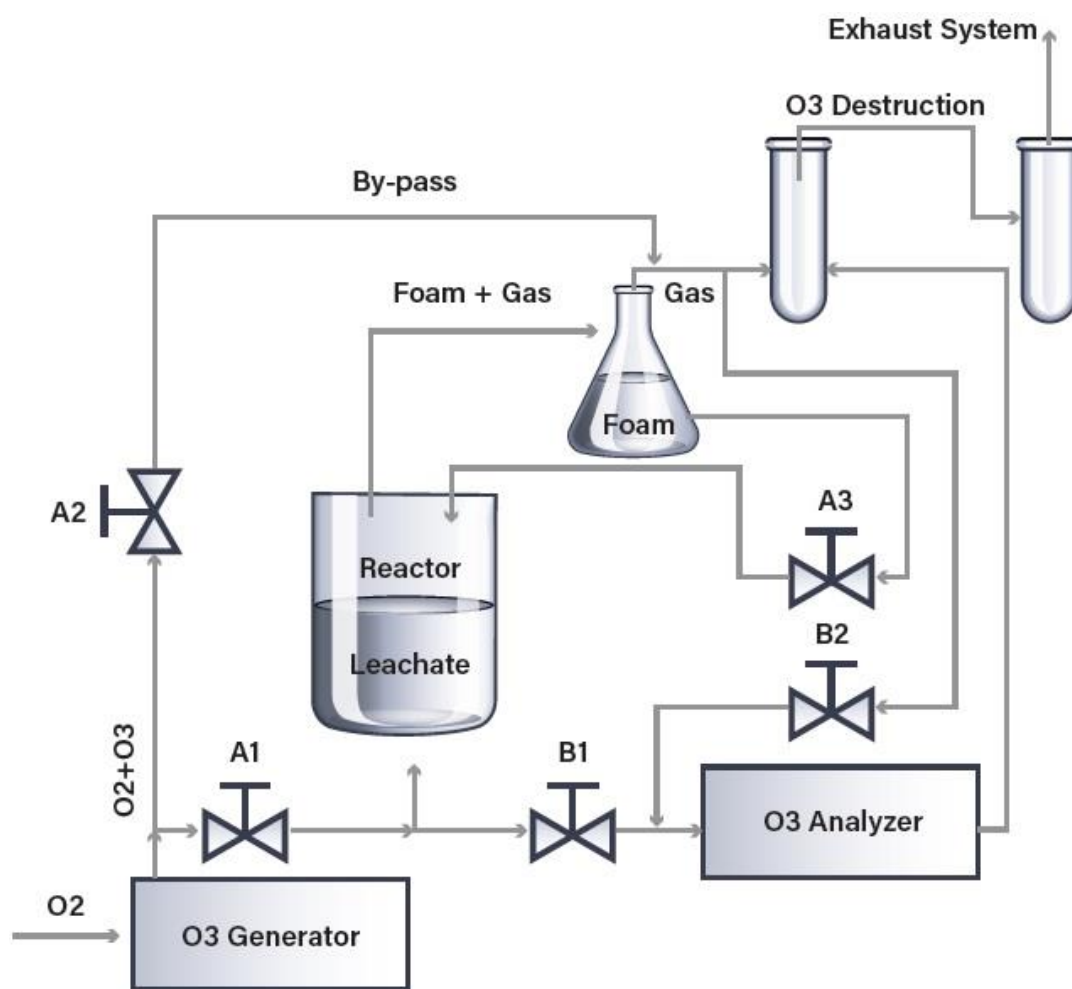 Exhaust System
O3 Destruction
By-pass
Foam + Gas
Gas
Foam
A2
A3
Reactor
B2
Leachate
O2+O3
A1
B1
O3 Analyzer
O2
O3 Generator